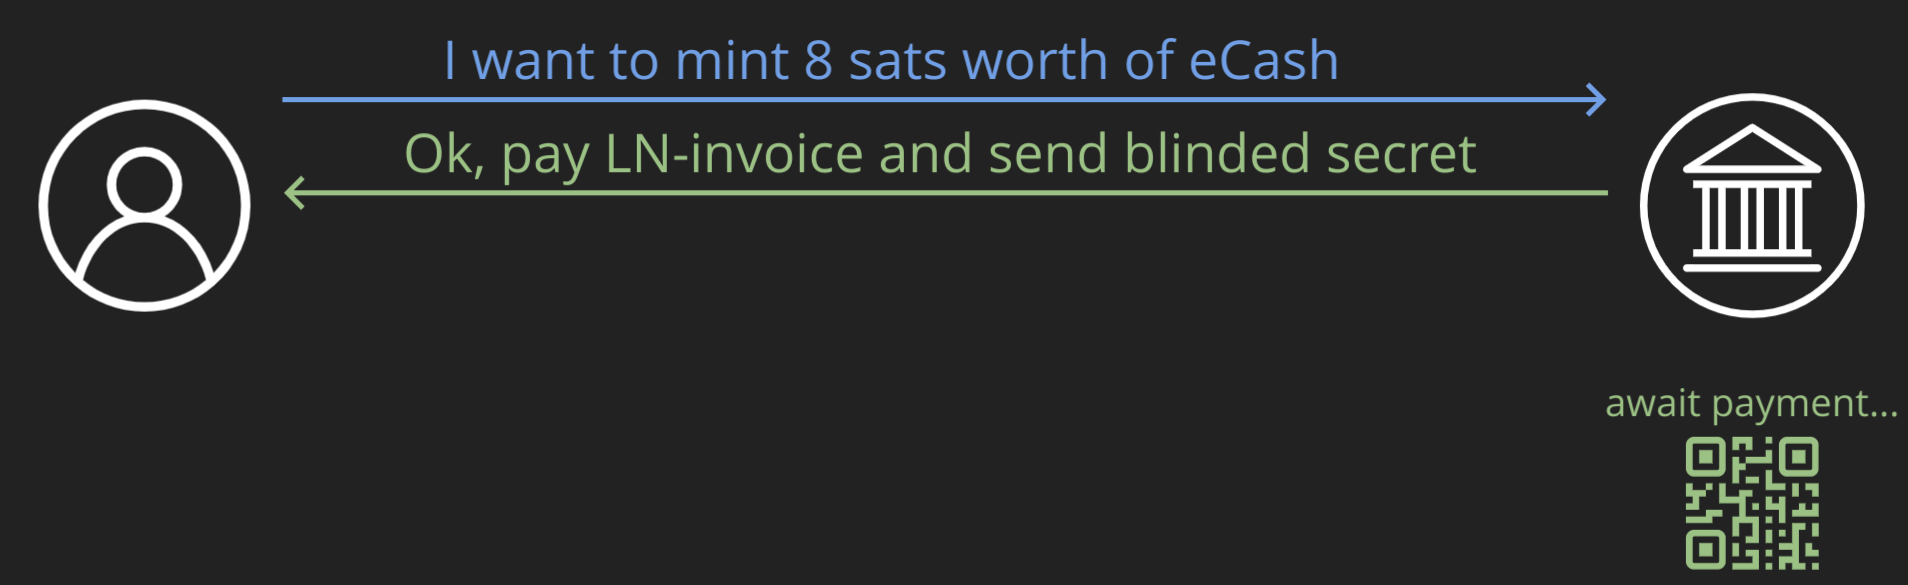 I want to mint 8 sats worth of eCash
Ok, pay LN-invoice and send blinded secret
await payment...